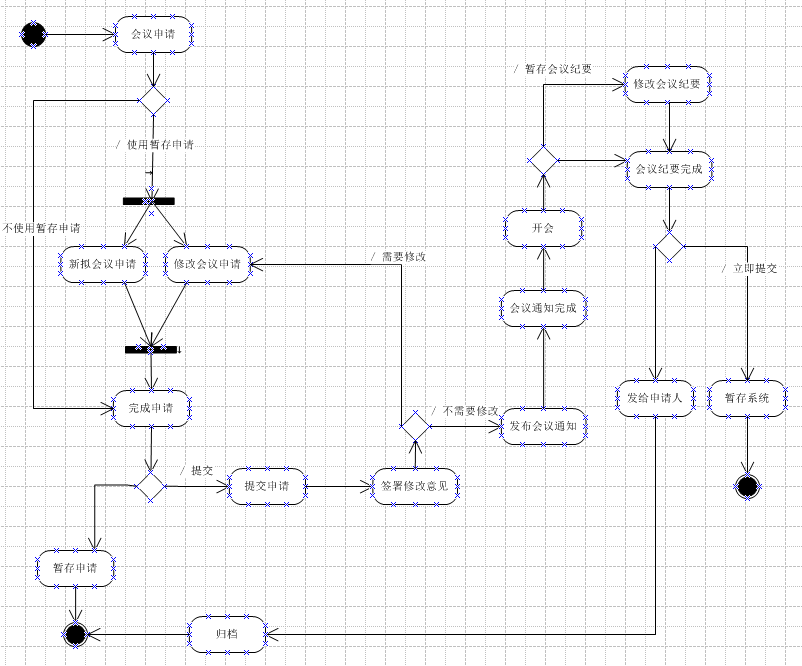 会议申请
/ 暂存会议纪要
修改会议纪要
/ 使用暂存申请
会议纪要完成
不使用暂存申请
开会
新拟会议申请
修改会议申请
/ 需要修改
/ 立即提交
会议通知完成
完成申请
/ 不需要修改
发布会议通知
发给申请人
暂存系统
/ 提交
提交申请
签署修改意见
暂存申请
归档